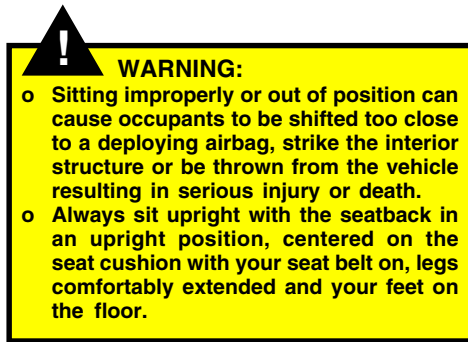 !
WARNING:
o Sitting improperly or out of position can
cause occupants to be shifted too close
to a deploying airbag, strike the interior
structure or be thrown from the vehicle
resulting in serious injury or death.
o Always sit upright with the seatback in
an upright position, centered on the
seat cushion with your seat belt on, legs
comfortably extended and your feet on
the floor.